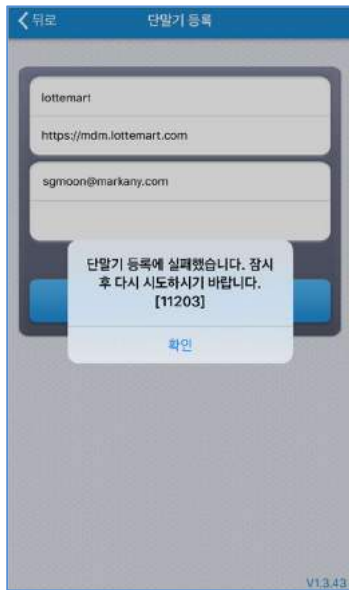 뒤로 단말기 등록
lottemart
https://mdm.lottemart.com
sgmoon@markany.com
단말기 등록에 실패했습니다. 잠시
후 다시 시도하시기 바랍니다.
[11203]
확인
V1.3.43